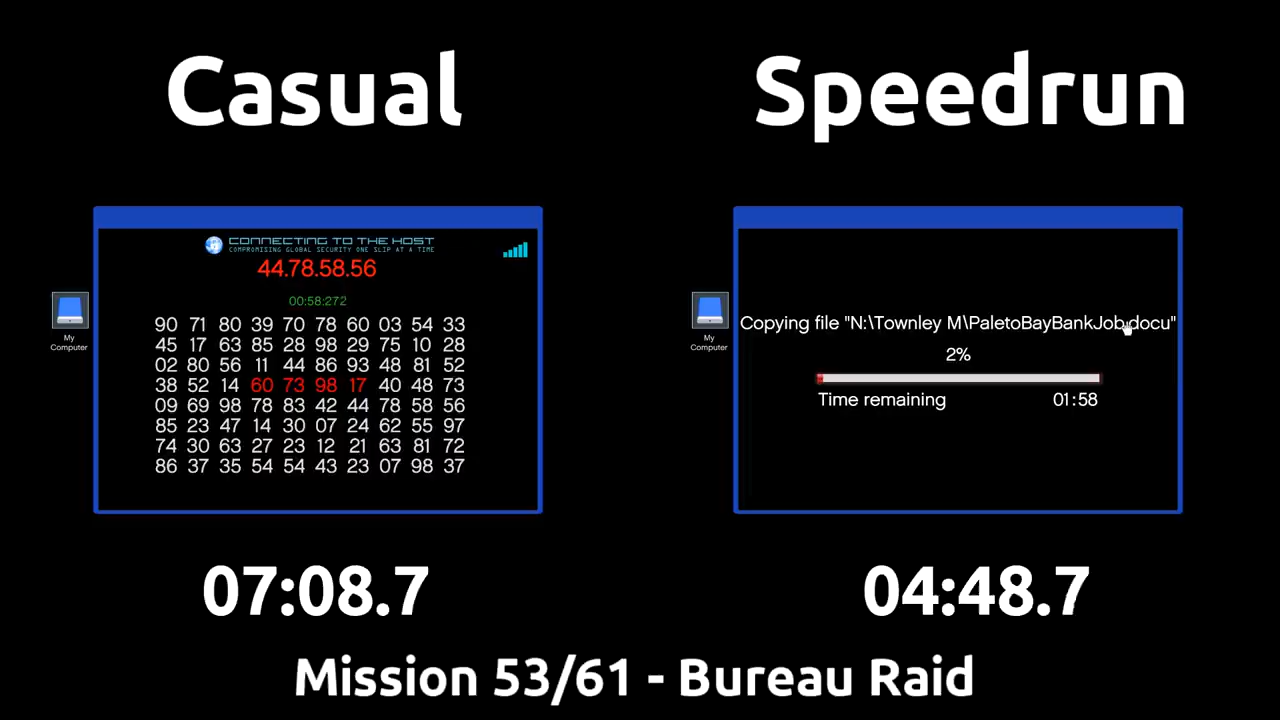 Casual
Speedrun
CONNECTING TO THE HOST
COMPROMISING GLOBAL SECURITY ONE SLIP AT A TIME
44.78.58.56
00:58:272
90 71 80 39 70 78 60 03 54 33
45 17 63 85 28 98 29 75 10 28
02 80 56 11 44 86 93 48 81 52
38 52 14 60 73 98 17 40 48 73
09 69 98 78 83 42 44 78 58 56
85 23 47 14 30 07 24 62 55 97
74 30 63 27 23 12 21 63 81 72
86 37 35 54 54 43 23 07 98 37
My
Computer
My
Computer
Copying file "N:\Townley M\PaletoBayBankJob.docu"
2%
Time remaining 01:58
07:08.7
04:48.7
Mission 53/61 - Bureau Raid